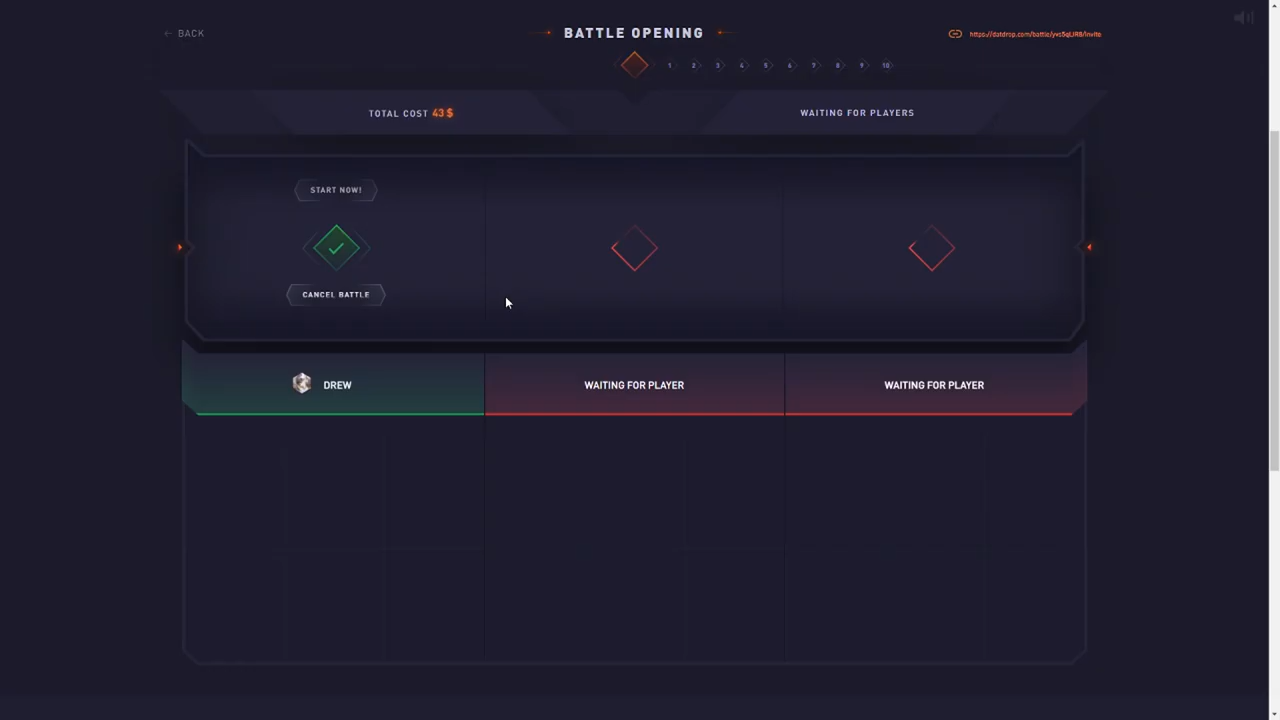 BACK
BATTLE OPENING
1 2 3 4 5 6 7 8 9 10
TOTAL COST 43 $
WAITING FOR PLAYERS
START NOW!
CANCEL BATTLE
DREW
WAITING FOR PLAYER
WAITING FOR PLAYER